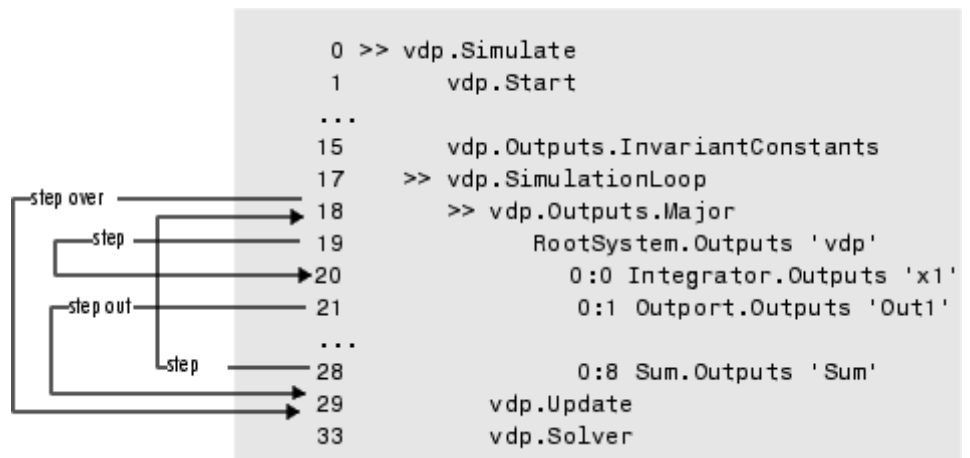 0 >> vdp.Simulate
1 vdp.Start
...
15 vdp.Outputs.InvariantConstants
17 >> vdp.SimulationLoop
step over
18 >> vdp.Outputs.Major
step
19 RootSystem.Outputs 'vdp'
20 0:0 Integrator.Outputs 'x1'
step out
21 0:1 Outport.Outputs 'Out1'
...
step
28 0:8 Sum.Outputs 'Sum'
29 vdp.Update
33 vdp.Solver